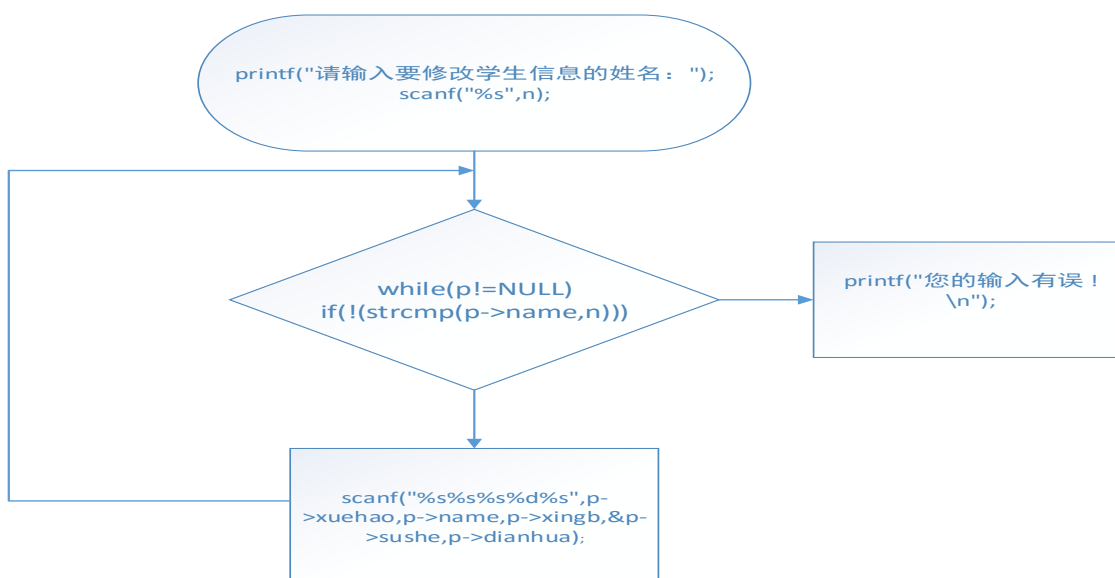 printf("请输入要修改学生信息的姓名：");
scanf("%s",n);
while(p!=NULL)
if(!(strcmp(p->name,n)))
printf("您的输入有误！
\n");
scanf("%s%s%s%d%s",p-
>xuehao,p->name,p->xingb,&p-
>sushe,p->dianhua);